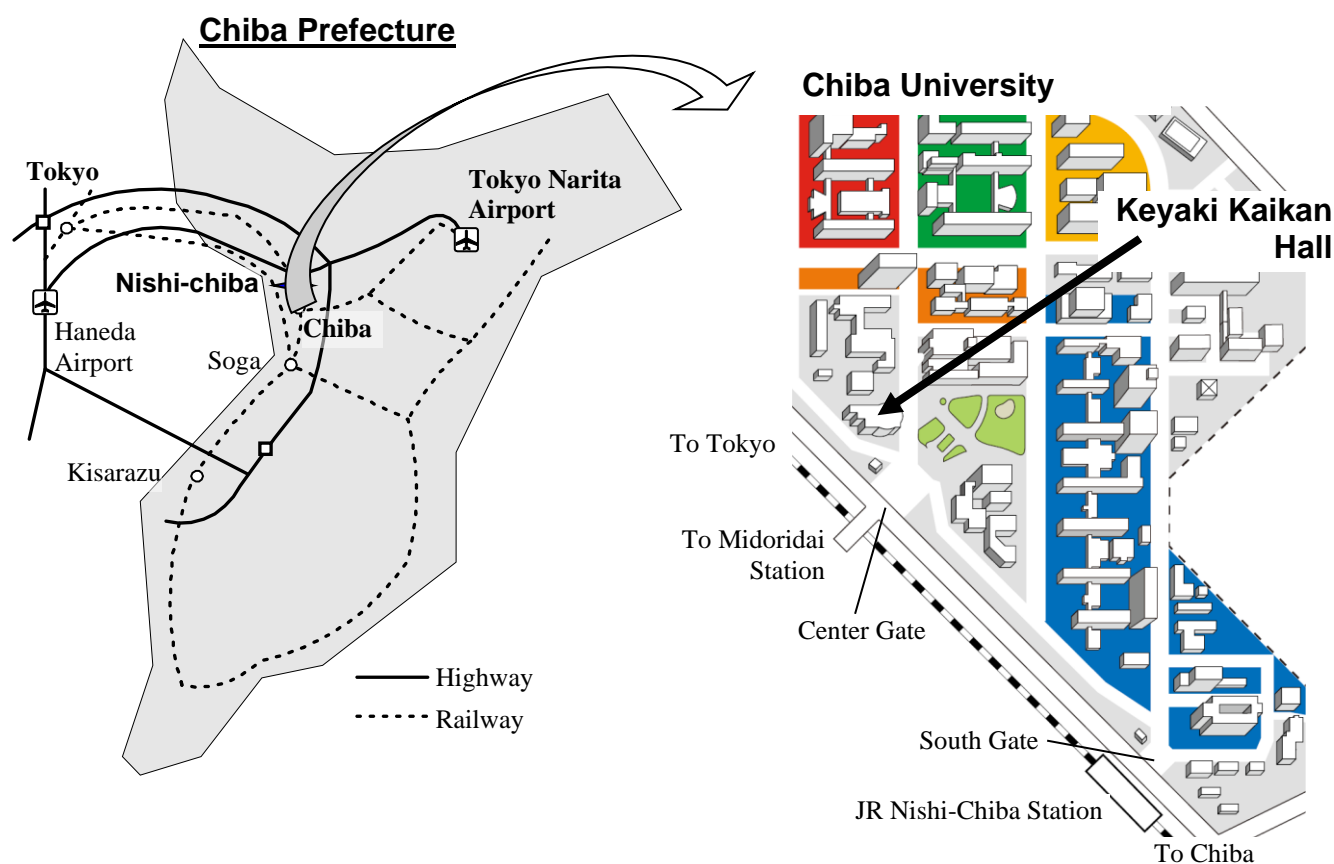 Chiba Prefecture
Tokyo
Tokyo Narita
Airport
Nishi-chiba
Haneda
Airport
Chiba
Soga
Kisarazu
Highway
Railway
Chiba University
Keyaki Kaikan
Hall
To Tokyo
To Midoridai
Station
Center Gate
South Gate
JR Nishi-Chiba Station
To Chiba